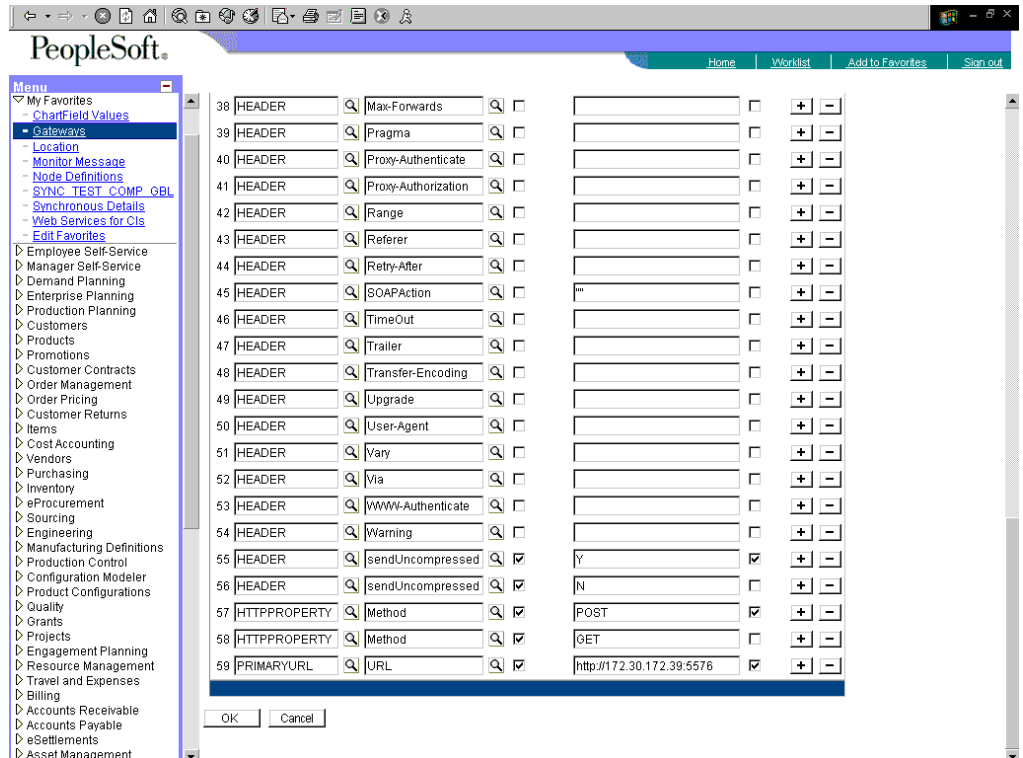 PeopleSoft®
Home Worklist Add to Favorites Sign out
Menu
My Favorites
ChartField Values
Gateways
Location
Monitor Message
Node Definitions
SYNC_TEST_COMP_GBL
Synchronous Details
Web Services for CIs
Edit Favorites
Employee Self-Service
Manager Self-Service
Demand Planning
Enterprise Planning
Production Planning
Customers
Products
Promotions
Customer Contracts
Order Management
Order Pricing
Customer Returns
Items
Cost Accounting
Vendors
Purchasing
Inventory
eProcurement
Sourcing
Engineering
Manufacturing Definitions
Production Control
Configuration Modeler
Product Configurations
Quality
Grants
Projects
Engagement Planning
Resource Management
Travel and Expenses
Billing
Accounts Receivable
Accounts Payable
eSettlements
Asset Management
38 HEADER Max-Forwards
39 HEADER Pragma
40 HEADER Proxy-Authenticate
41 HEADER Proxy-Authorization
42 HEADER Range
43 HEADER Referer
44 HEADER Retry-After
45 HEADER SOAPAction ""
46 HEADER TimeOut
47 HEADER Trailer
48 HEADER Transfer-Encoding
49 HEADER Upgrade
50 HEADER User-Agent
51 HEADER Vary
52 HEADER Via
53 HEADER WWW-Authenticate
54 HEADER Warning
55 HEADER sendUncompressed Y
56 HEADER sendUncompressed N
57 HTTPPROPERTY Method POST
58 HTTPPROPERTY Method GET
59 PRIMARYURL URL http://172.30.172.39:5576
OK Cancel